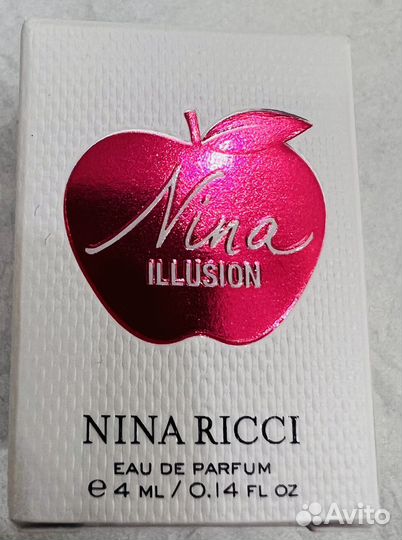 Nina
ILLUSION
NINA RICCI
EAU DE PARFUM
℮ 4 ML / 0.14 FL OZ
Avito